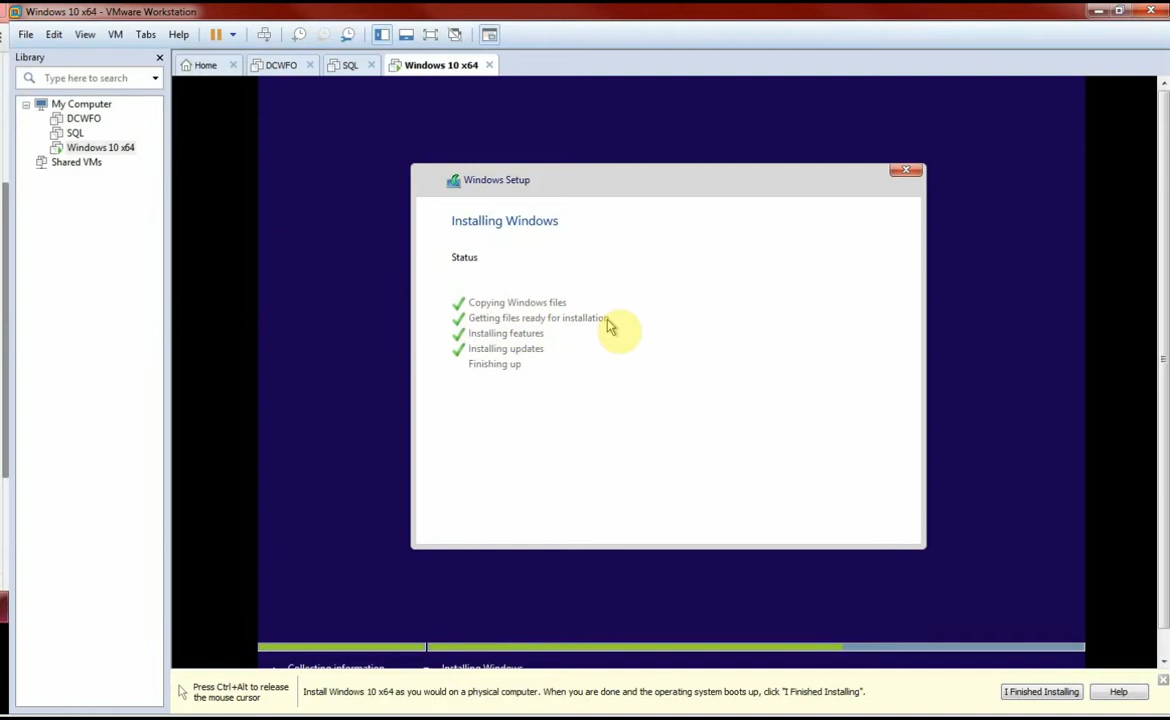 Windows 10 x64 - VMware Workstation
File Edit View VM Tabs Help
Library
Type here to search
My Computer
DCWFO
SQL
Windows 10 x64
Shared VMs
Home DCWFO SQL Windows 10 x64
Windows Setup
Installing Windows
Status
Copying Windows files
Getting files ready for installation
Installing features
Installing updates
Finishing up
Collecting information Installing Windows
Press Ctrl+Alt to release
the mouse cursor
Install Windows 10 x64 as you would on a physical computer. When you are done and the operating system boots up, click "I Finished Installing".
I Finished Installing Help